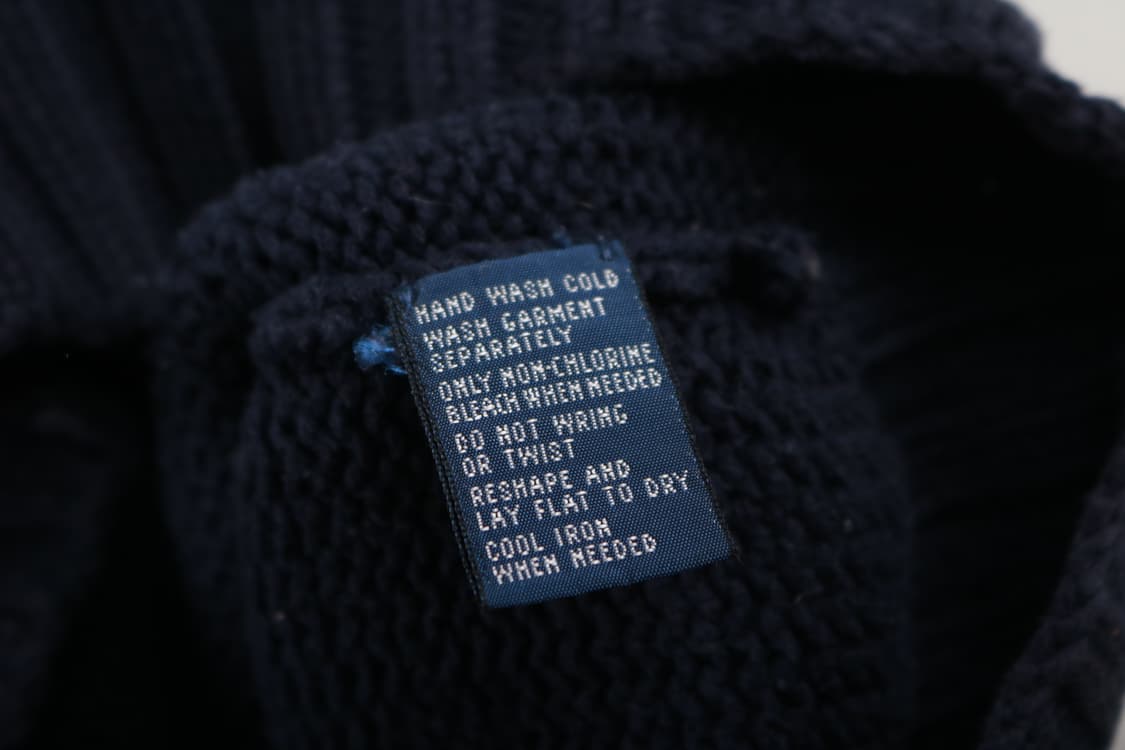 HAND WASH COLD
WASH GARMENT
SEPARATELY
ONLY NON-CHLORINE
BLEACH WHEN NEEDED
DO NOT WRING
OR TWIST
RESHAPE AND
LAY FLAT TO DRY
COOL IRON
WHEN NEEDED